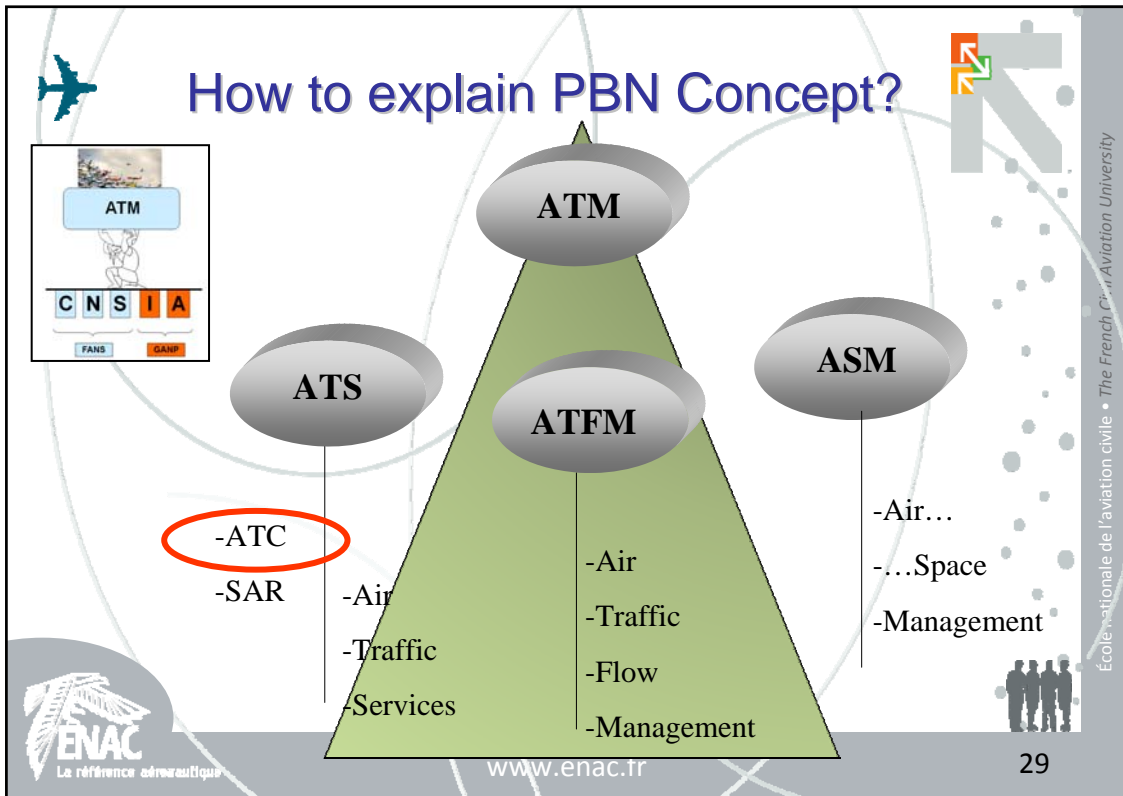 How to explain PBN Concept?
ATM
C N S I A
FANS GANP
ATM
ATS
ATFM
ASM
-ATC
-SAR
-Air
-Traffic
-Services
-Air
-Traffic
-Flow
-Management
-Air…
-…Space
-Management
École nationale de l'aviation civile • The French Civil Aviation University
ENAC
La référence aéronautique
www.enac.fr
29